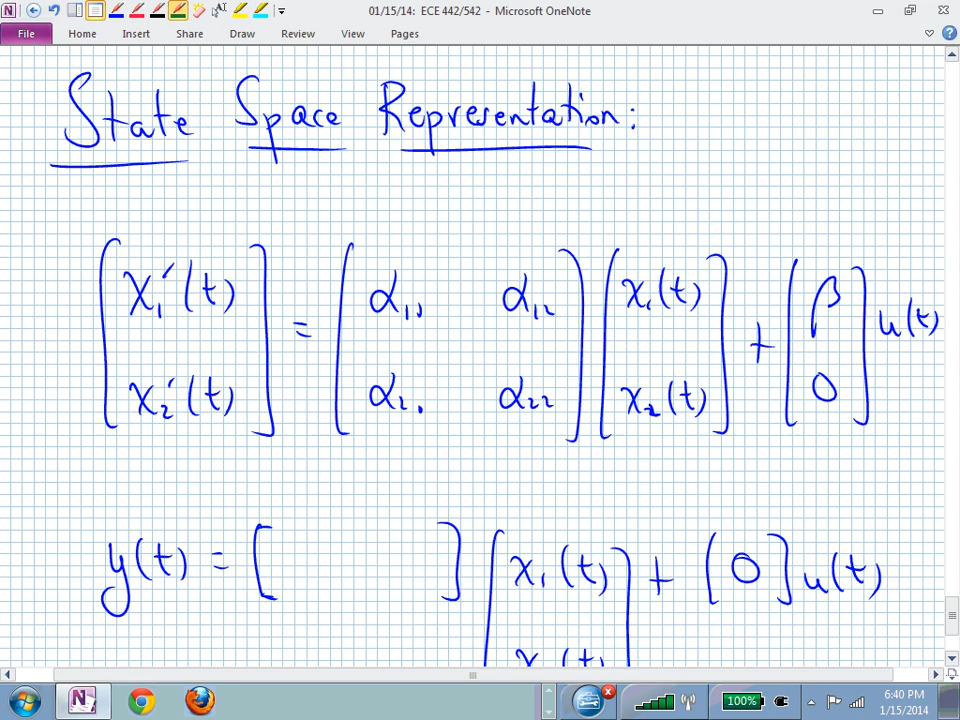 01/15/14: ECE 442/542 - Microsoft OneNote
File Home Insert Share Draw Review View Pages
State Space Representation:
[x₁′(t)] = [α₁₁ α₁₂] [x₁(t)] + [β] u(t)
[x₂′(t)] [α₂₁ α₂₂] [x₂(t)] [0]
y(t) = [ ] [x₁(t)] + [0] u(t)
100% 6:40 PM
1/15/2014